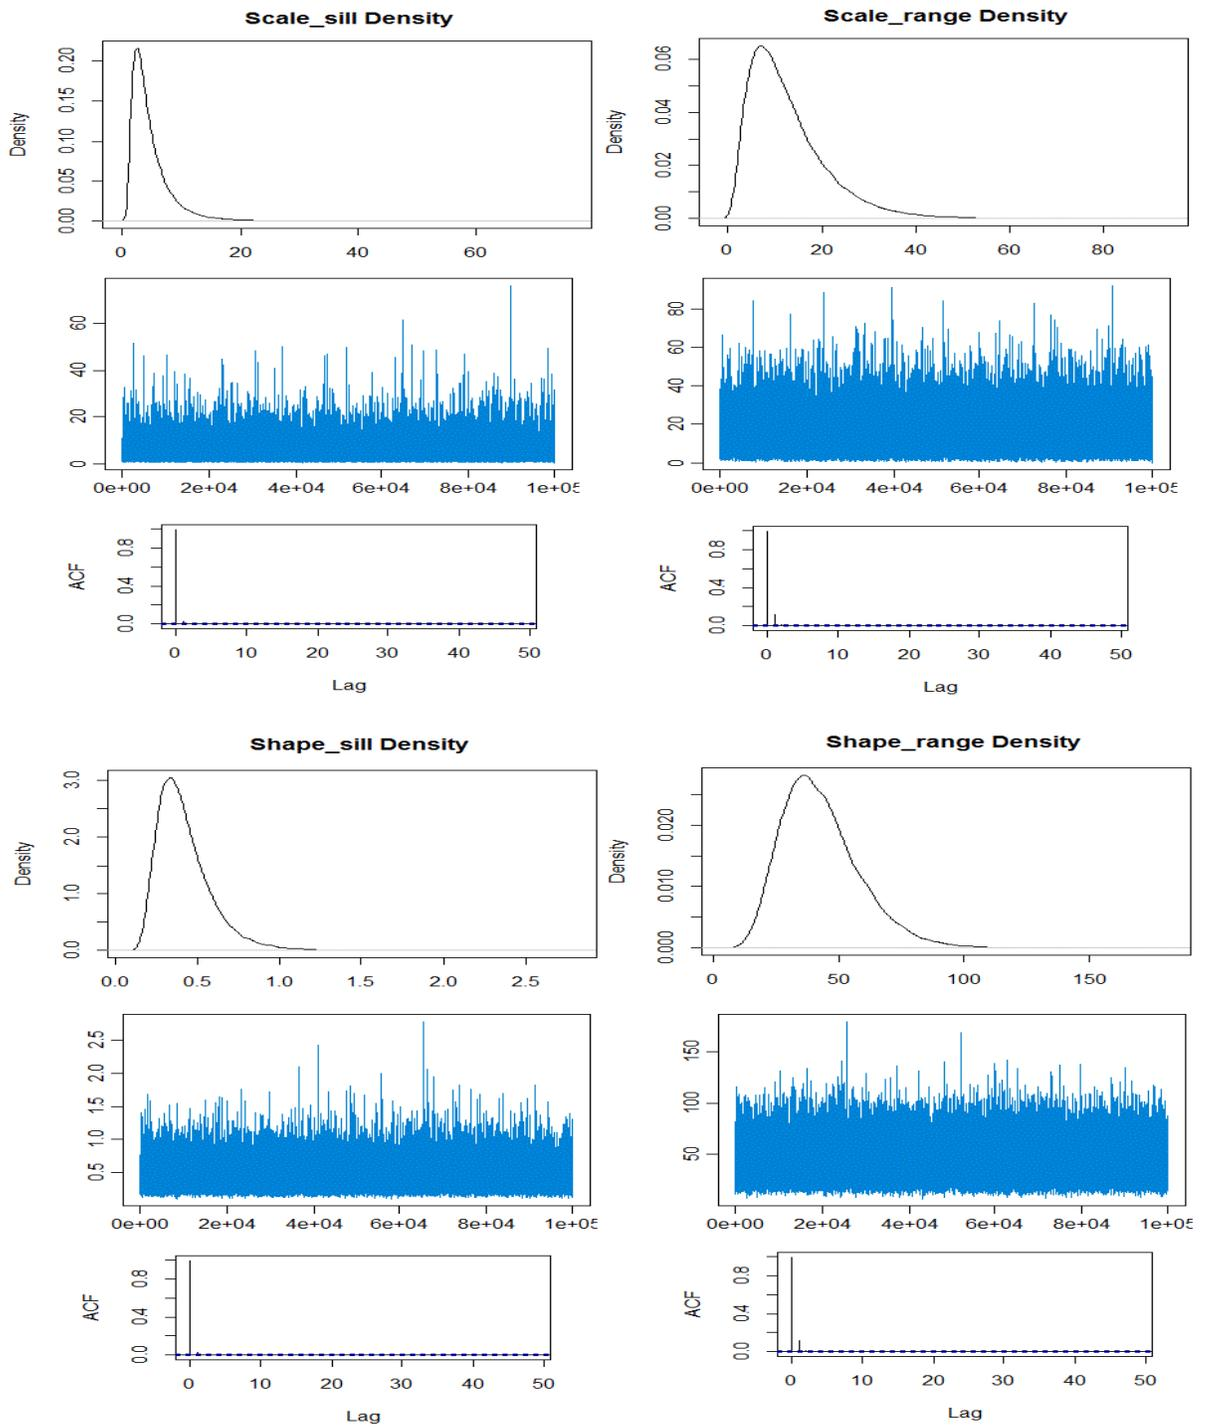 Scale_sill Density
Density
0.00 0.05 0.10 0.15 0.20
0 20 40 60
0 20 40 60
0e+00 2e+04 4e+04 6e+04 8e+04 1e+05
ACF
0.0 0.4 0.8
0 10 20 30 40 50
Lag
Scale_range Density
Density
0.00 0.02 0.04 0.06
0 20 40 60 80
0 20 40 60 80
0e+00 2e+04 4e+04 6e+04 8e+04 1e+05
ACF
0.0 0.4 0.8
0 10 20 30 40 50
Lag
Shape_sill Density
Density
0.0 1.0 2.0 3.0
0.0 0.5 1.0 1.5 2.0 2.5
0.5 1.0 1.5 2.0 2.5
0e+00 2e+04 4e+04 6e+04 8e+04 1e+05
ACF
0.0 0.4 0.8
0 10 20 30 40 50
Lag
Shape_range Density
Density
0.000 0.010 0.020
0 50 100 150
50 100 150
0e+00 2e+04 4e+04 6e+04 8e+04 1e+05
ACF
0.0 0.4 0.8
0 10 20 30 40 50
Lag